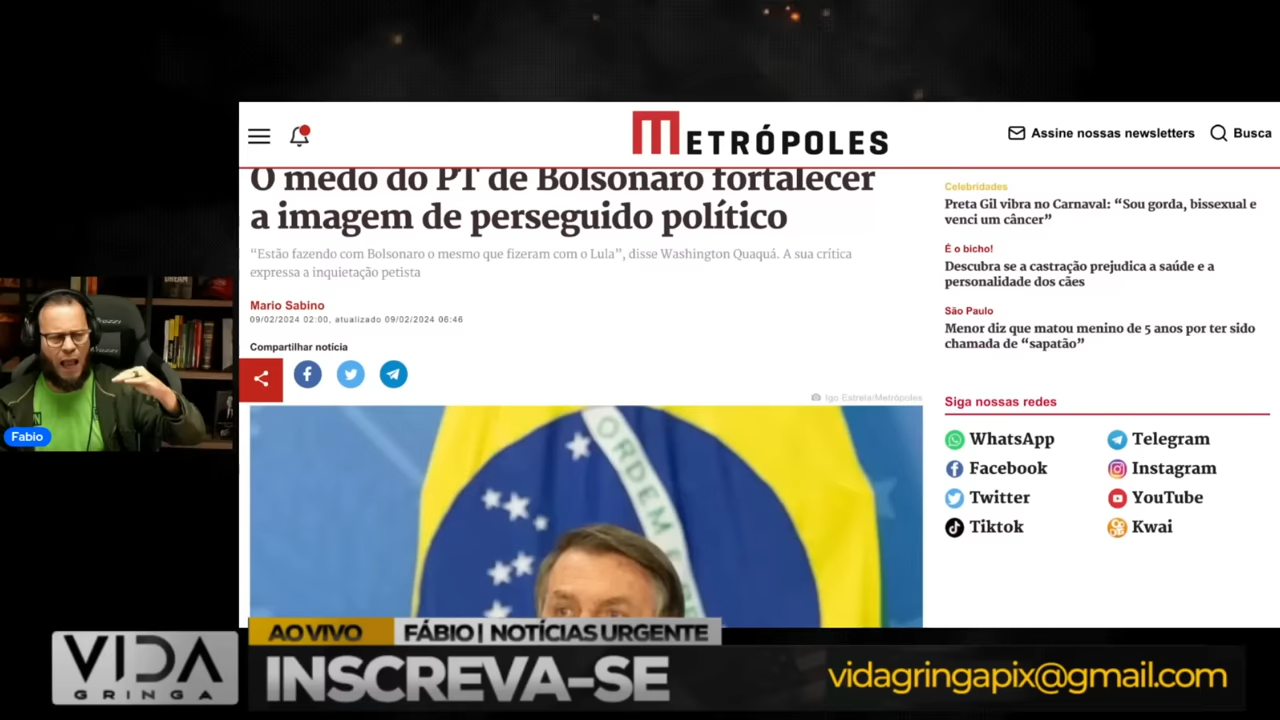 METRÓPOLES
Assine nossas newsletters
Busca
O medo do PT de Bolsonaro fortalecer
a imagem de perseguido político
“Estão fazendo com Bolsonaro o mesmo que fizeram com o Lula”, disse Washington Quaquá. A sua crítica
expressa a inquietação petista
Mario Sabino
09/02/2024 02:00, atualizado 09/02/2024 06:46
Compartilhar notícia
Igo Estrela/Metrópoles
Celebridades
Preta Gil vibra no Carnaval: “Sou gorda, bissexual e
venci um câncer”
É o bicho!
Descubra se a castração prejudica a saúde e a
personalidade dos cães
São Paulo
Menor diz que matou menino de 5 anos por ter sido
chamada de “sapatão”
Siga nossas redes
WhatsApp
Telegram
Facebook
Instagram
Twitter
YouTube
Tiktok
Kwai
ORDEM E
Fabio
AO VIVO
FÁBIO | NOTÍCIAS URGENTE
VIDA
GRINGA
INSCREVA-SE
vidagringapix@gmail.com